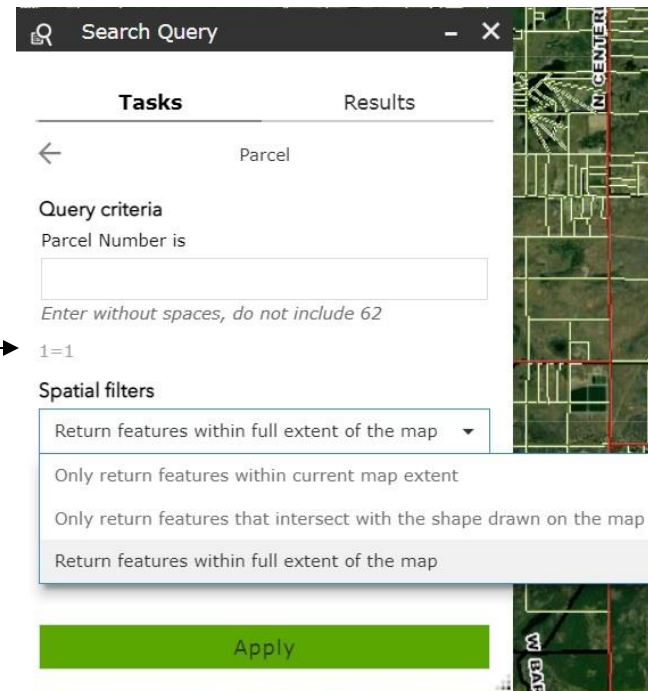 Search Query
Tasks Results
Parcel
Query criteria
Parcel Number is
Enter without spaces, do not include 62
1=1
Spatial filters
Return features within full extent of the map
Only return features within current map extent
Only return features that intersect with the shape drawn on the map
Return features within full extent of the map
Apply
N CENTER
W BA